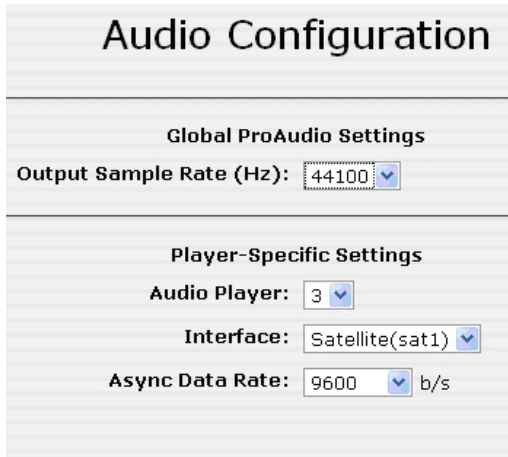 Audio Configuration
Global ProAudio Settings
Output Sample Rate (Hz): 44100
Player-Specific Settings
Audio Player: 3
Interface: Satellite(sat1)
Async Data Rate: 9600 b/s